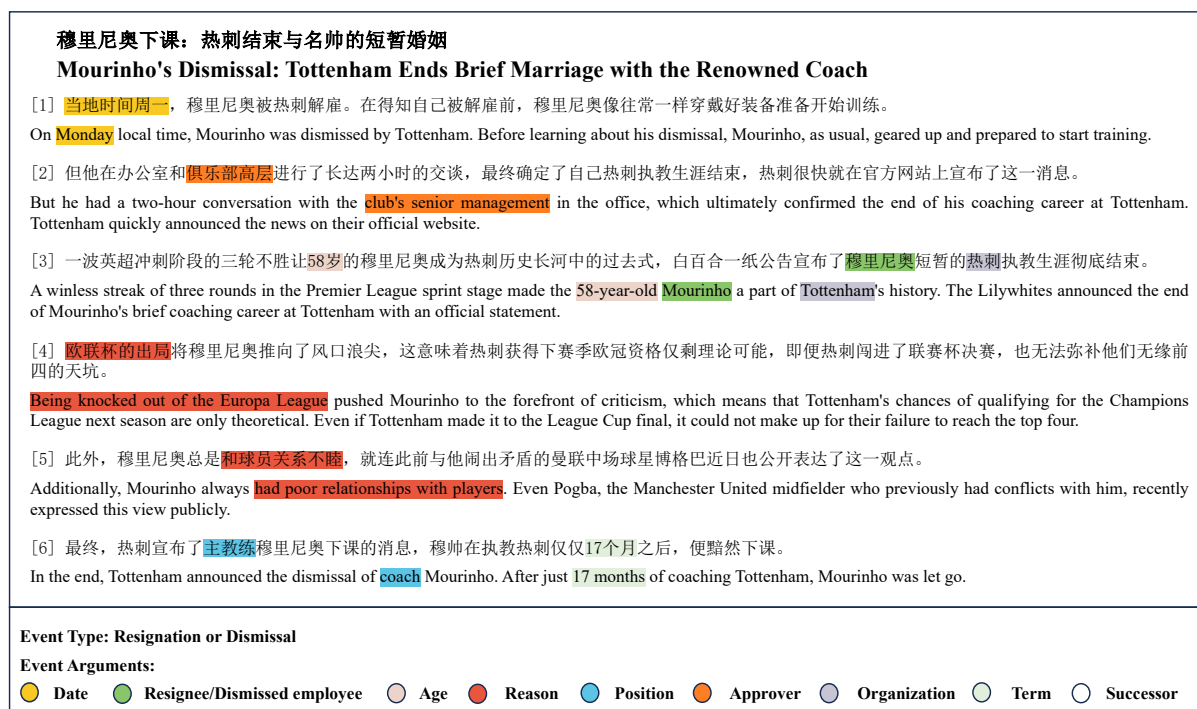 穆里尼奥下课：热刺结束与名帅的短暂婚姻
Mourinho's Dismissal: Tottenham Ends Brief Marriage with the Renowned Coach
[1] 当地时间周一，穆里尼奥被热刺解雇。在得知自己被解雇前，穆里尼奥像往常一样穿戴好装备准备开始训练。
On Monday local time, Mourinho was dismissed by Tottenham. Before learning about his dismissal, Mourinho, as usual, geared up and prepared to start training.
[2] 但他在办公室和俱乐部高层进行了长达两小时的交谈，最终确定了自己热刺执教生涯结束，热刺很快就在官方网站上宣布了这一消息。
But he had a two-hour conversation with the club's senior management in the office, which ultimately confirmed the end of his coaching career at Tottenham.
Tottenham quickly announced the news on their official website.
[3] 一波英超冲刺阶段的三轮不胜让58岁的穆里尼奥成为热刺历史长河中的过去式，白百合一纸公告宣布了穆里尼奥短暂的热刺执教生涯彻底结束。
A winless streak of three rounds in the Premier League sprint stage made the 58-year-old Mourinho a part of Tottenham's history. The Lilywhites announced the end
of Mourinho's brief coaching career at Tottenham with an official statement.
[4] 欧联杯的出局将穆里尼奥推向了风口浪尖，这意味着热刺获得下赛季欧冠资格仅剩理论可能，即便热刺闯进了联赛杯决赛，也无法弥补他们无缘前
四的天坑。
Being knocked out of the Europa League pushed Mourinho to the forefront of criticism, which means that Tottenham's chances of qualifying for the Champions
League next season are only theoretical. Even if Tottenham made it to the League Cup final, it could not make up for their failure to reach the top four.
[5] 此外，穆里尼奥总是和球员关系不睦，就连此前与他闹出矛盾的曼联中场球星博格巴近日也公开表达了这一观点。
Additionally, Mourinho always had poor relationships with players. Even Pogba, the Manchester United midfielder who previously had conflicts with him, recently
expressed this view publicly.
[6] 最终，热刺宣布了主教练穆里尼奥下课的消息，穆帅在执教热刺仅仅17个月之后，便黯然下课。
In the end, Tottenham announced the dismissal of coach Mourinho. After just 17 months of coaching Tottenham, Mourinho was let go.
Event Type: Resignation or Dismissal
Event Arguments:
Date Resignee/Dismissed employee Age Reason Position Approver Organization Term Successor